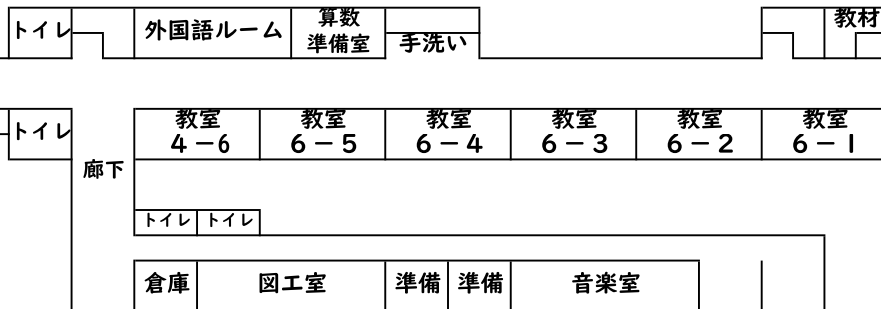 トイレ
外国語ルーム
算数
準備室
手洗い
教材
トイレ
教室
4－6
教室
6－5
教室
6－4
教室
6－3
教室
6－2
教室
6－1
廊下
トイレ
トイレ
倉庫
図工室
準備
準備
音楽室